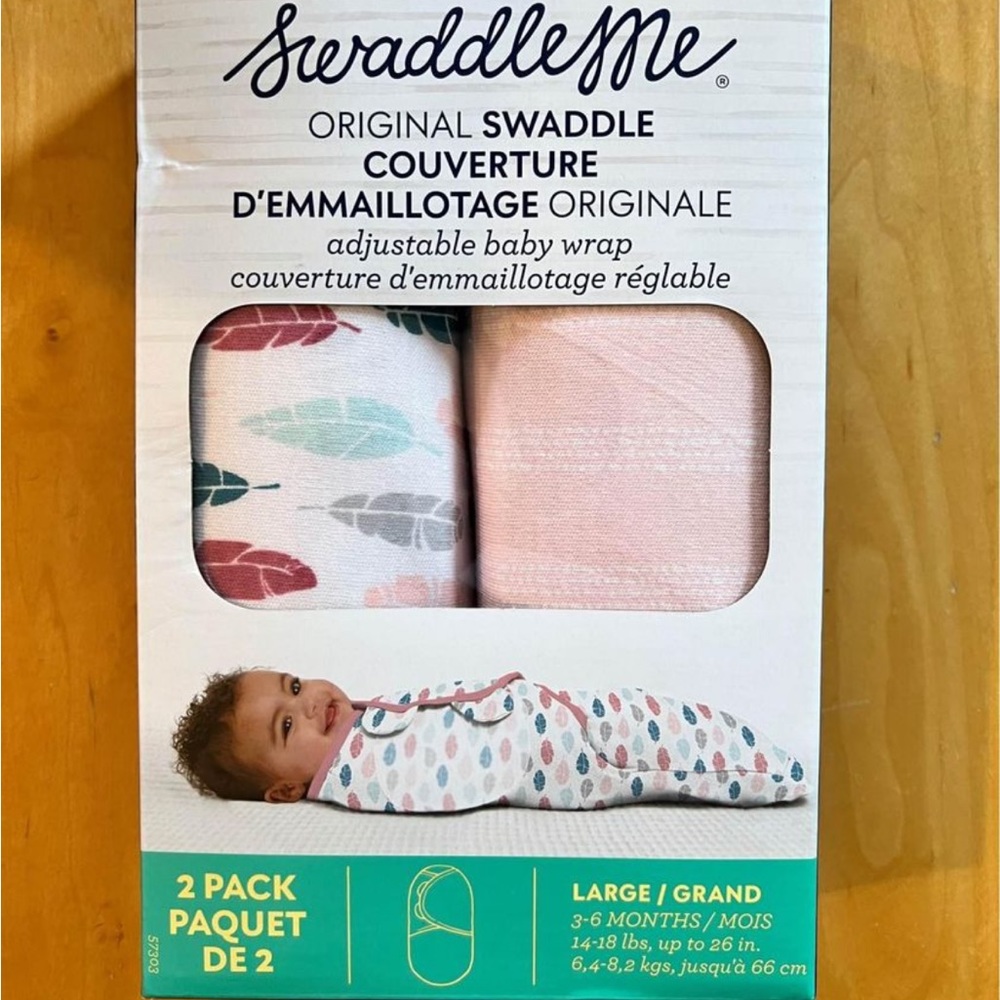 SwaddleMe®
ORIGINAL SWADDLE
COUVERTURE
D'EMMAILLOTAGE ORIGINALE
adjustable baby wrap
couverture d'emmaillotage réglable
2 PACK
PAQUET
DE 2
57303
LARGE / GRAND
3-6 MONTHS / MOIS
14-18 lbs, up to 26 in.
6,4-8,2 kgs, jusqu'à 66 cm